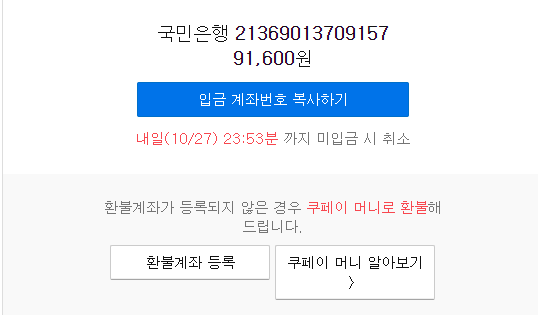 국민은행 21369013709157
91,600원
입금 계좌번호 복사하기
내일(10/27) 23:53분 까지 미입금 시 취소
환불계좌가 등록되지 않은 경우 쿠페이 머니로 환불해
드립니다.
환불계좌 등록
쿠페이 머니 알아보기
〉